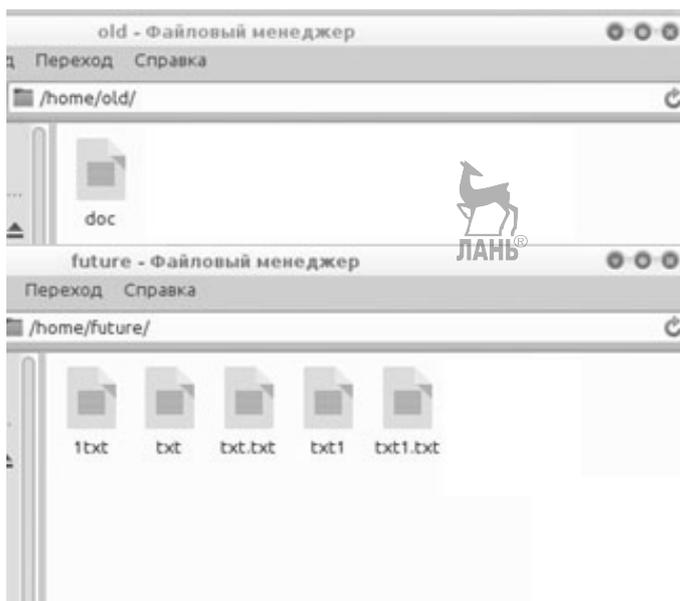 old - Файловый менеджер
д Переход Справка
/home/old/
doc
ЛАНЬ®
future - Файловый менеджер
Переход Справка
/home/future/
1txt txt txt.txt txt1 txt1.txt